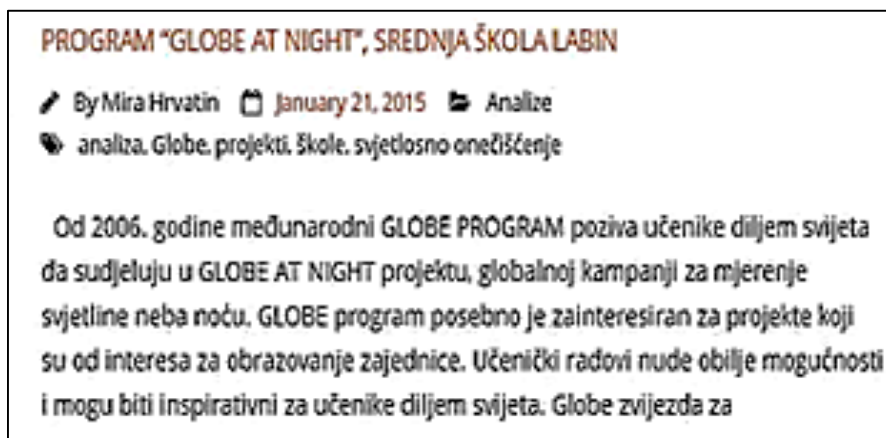 PROGRAM “GLOBE AT NIGHT”, SREDNJA ŠKOLA LABIN
By Mira Hrvatin January 21, 2015 Analize
analiza, Globe, projekti, škole, svjetlosno onečišćenje
Od 2006. godine međunarodni GLOBE PROGRAM poziva učenike diljem svijeta
da sudjeluju u GLOBE AT NIGHT projektu, globalnoj kampanji za mjerenje
svjetline neba noću. GLOBE program posebno je zainteresiran za projekte koji
su od interesa za obrazovanje zajednice. Učenički radovi nude obilje mogućnosti
i mogu biti inspirativni za učenike diljem svijeta. Globe zvijezda za